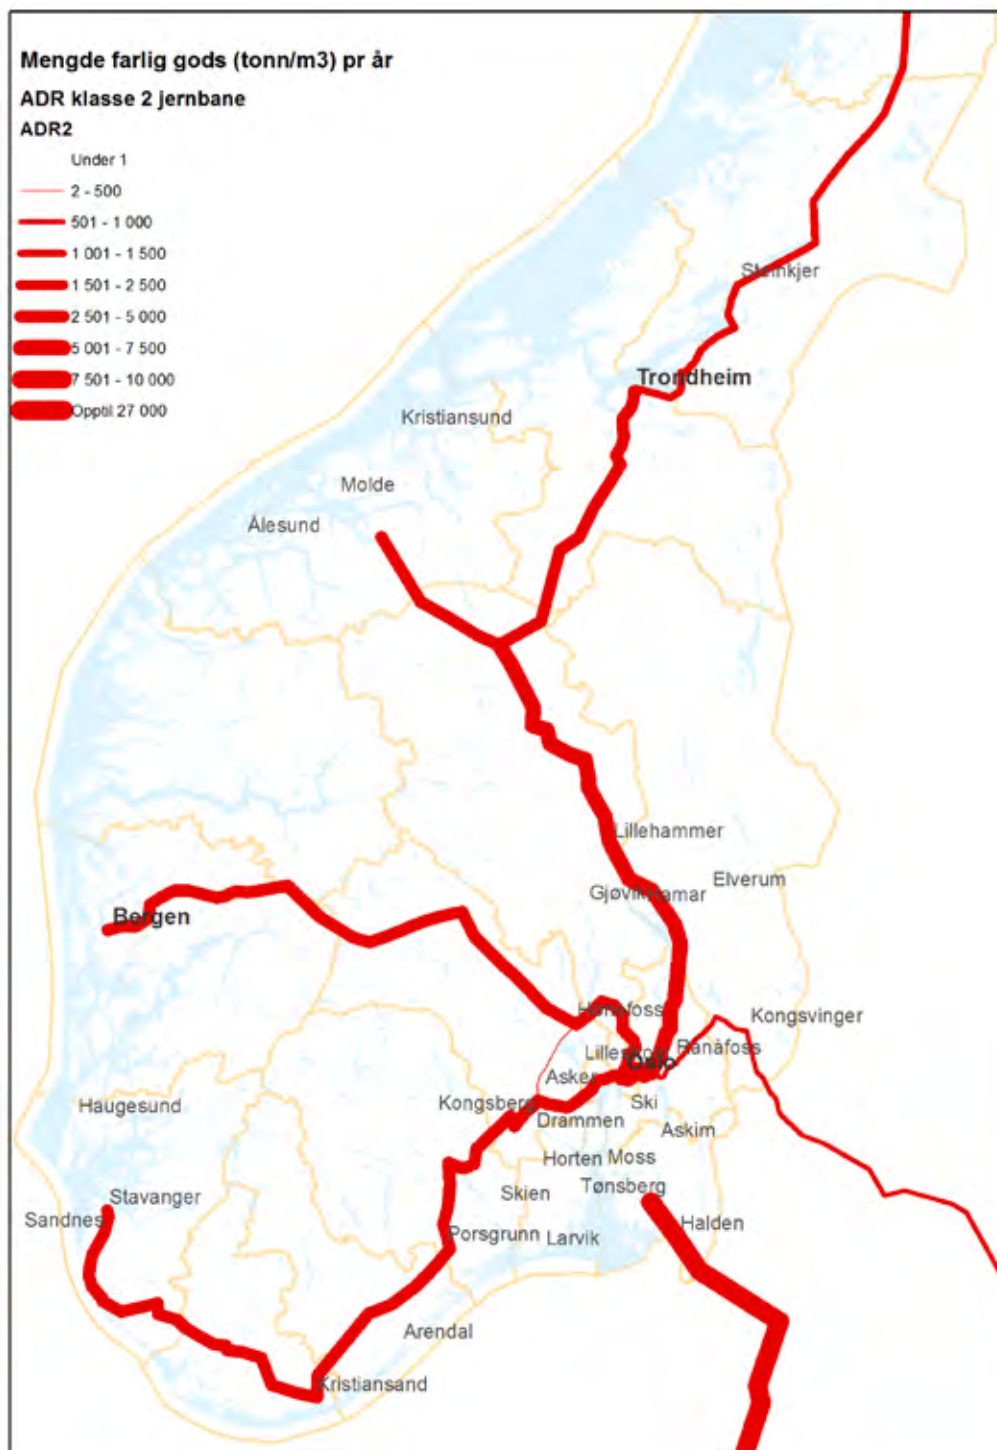 Mengde farlig gods (tonn/m3) pr år
ADR klasse 2 jernbane
ADR2
Under 1
2 - 500
501 - 1 000
1 001 - 1 500
1 501 - 2 500
2 501 - 5 000
5 001 - 7 500
7 501 - 10 000
Opptil 27 000
Steinkjer
Trondheim
Kristiansund
Molde
Ålesund
Lillehammer
Elverum
Gjøvik
Hamar
Bergen
Hønefoss
Kongsvinger
Rånåfoss
Oslo
Asker
Ski
Haugesund
Kongsberg
Drammen
Askim
Horten
Moss
Tønsberg
Skien
Stavanger
Sandnes
Halden
Porsgrunn
Larvik
Arendal
Kristiansand